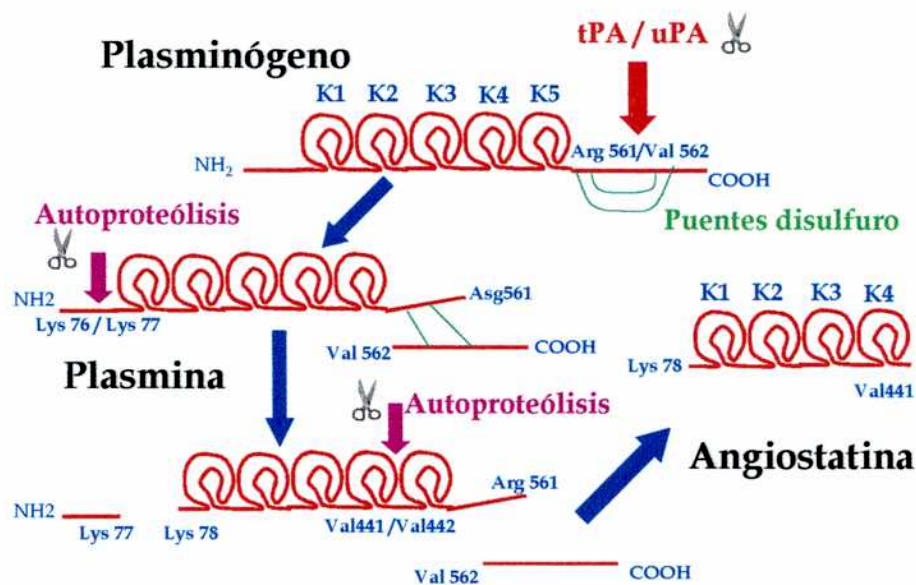 tPA / uPA
Plasminógeno
K1 K2 K3 K4 K5
Arg 561/Val 562
NH2
COOH
Autoproteólisis
Puentes disulfuro
NH2
Asg561
K1 K2 K3 K4
Lys 76 / Lys 77
Val 562
COOH
Lys 78
Plasmina
Val441
Autoproteólisis
Angiostatina
Arg 561
NH2
Lys 77
Lys 78
Val441/Val442
Val 562
COOH